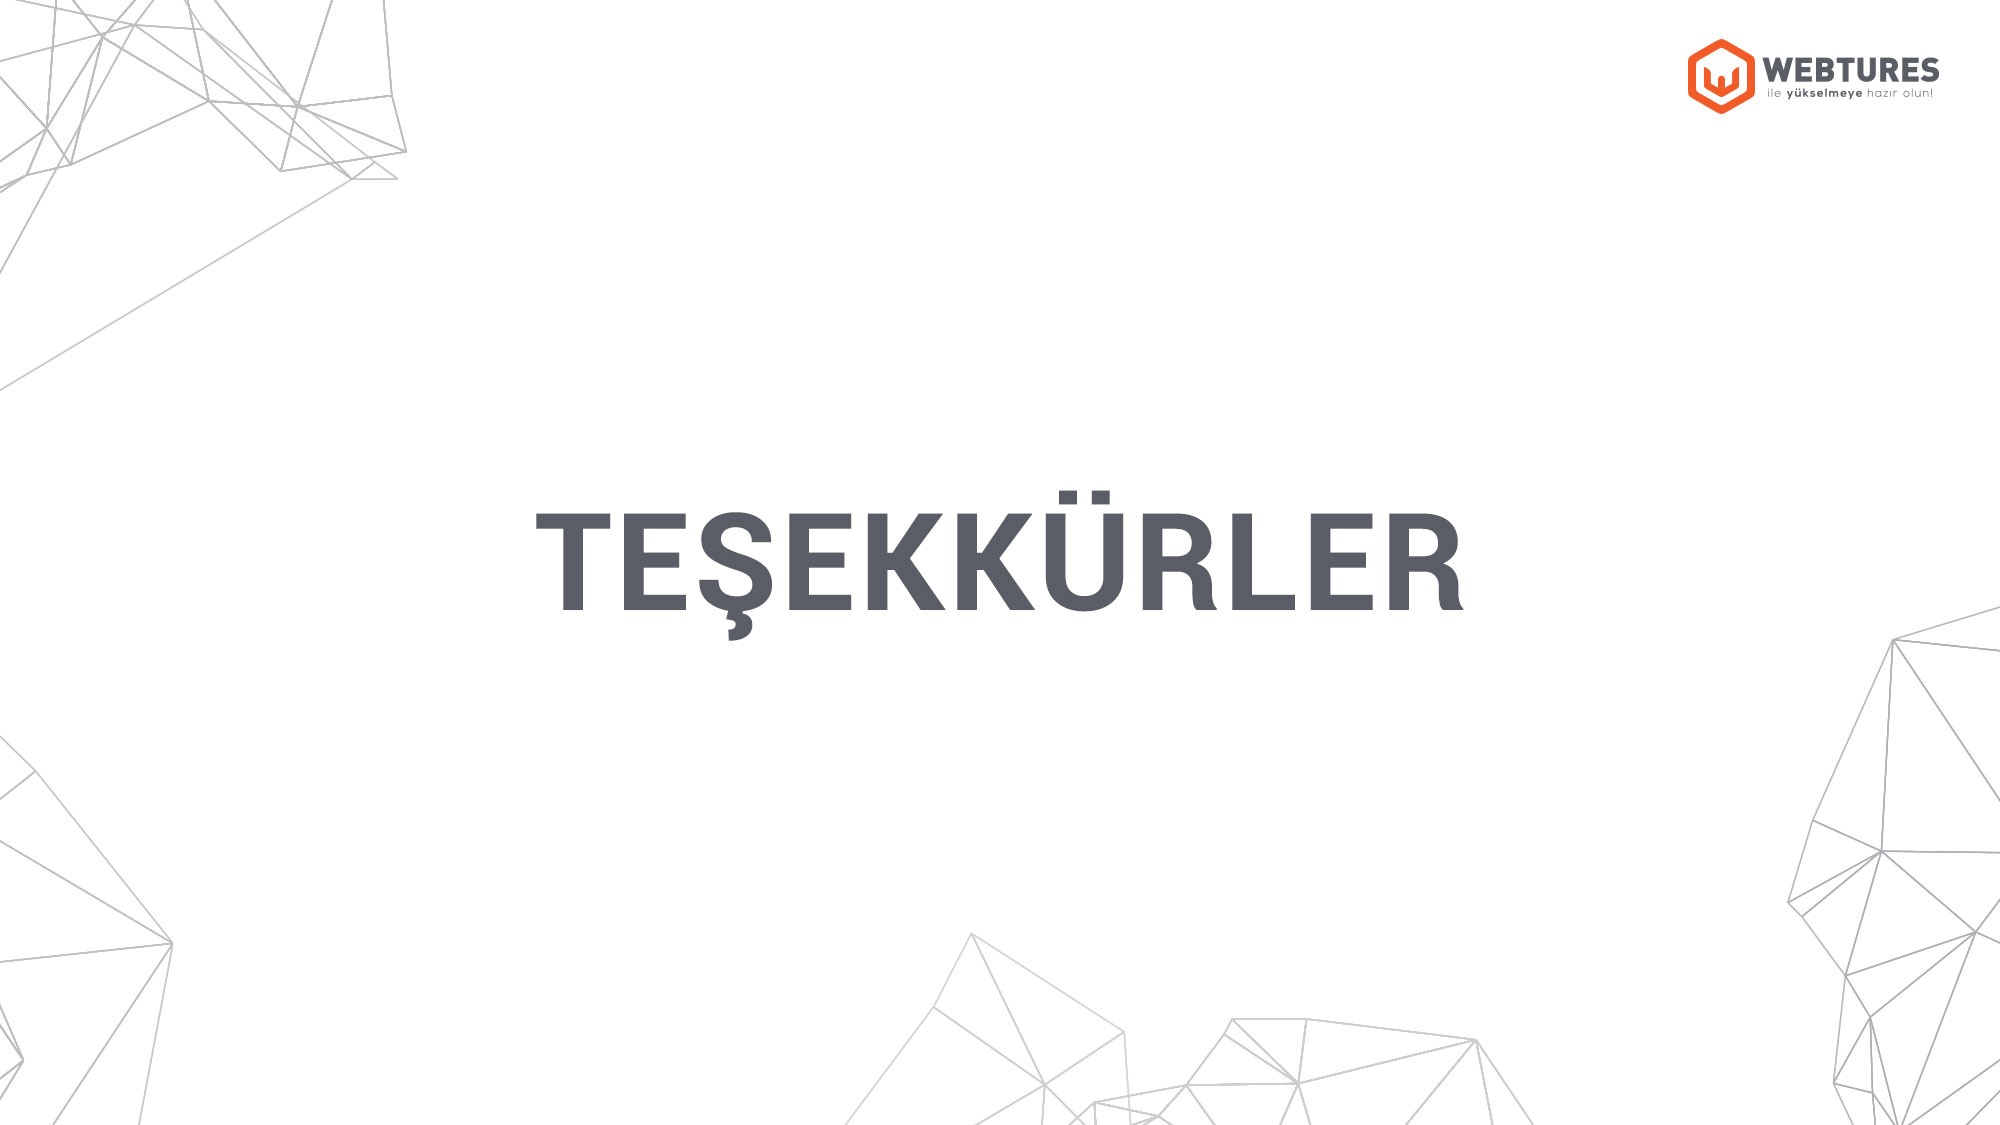 WEBTURES
ile yükselmeye hazır olun!
TEŞEKKÜRLER